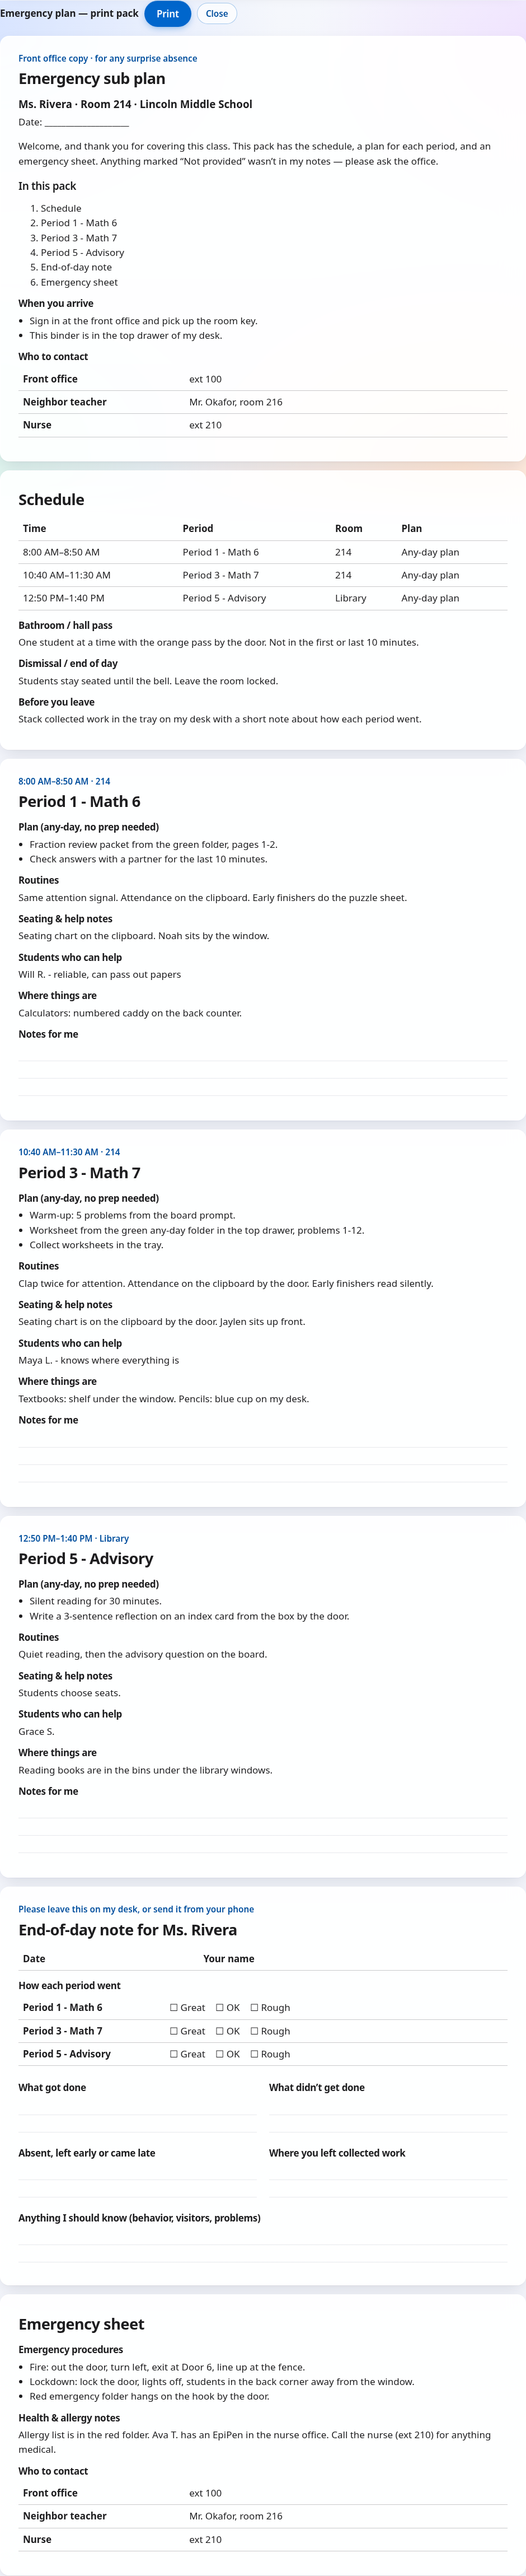 Emergency plan — print pack Print Close
Front office copy · for any surprise absence
Emergency sub plan
Ms. Rivera · Room 214 · Lincoln Middle School
Date: ____________________
Welcome, and thank you for covering this class. This pack has the schedule, a plan for each period, and an
emergency sheet. Anything marked “Not provided” wasn’t in my notes — please ask the office.
In this pack
1. Schedule
2. Period 1 - Math 6
3. Period 3 - Math 7
4. Period 5 - Advisory
5. End-of-day note
6. Emergency sheet
When you arrive
• Sign in at the front office and pick up the room key.
• This binder is in the top drawer of my desk.
Who to contact
Front office ext 100
Neighbor teacher Mr. Okafor, room 216
Nurse ext 210
Schedule
Time Period Room Plan
8:00 AM–8:50 AM Period 1 - Math 6 214 Any-day plan
10:40 AM–11:30 AM Period 3 - Math 7 214 Any-day plan
12:50 PM–1:40 PM Period 5 - Advisory Library Any-day plan
Bathroom / hall pass
One student at a time with the orange pass by the door. Not in the first or last 10 minutes.
Dismissal / end of day
Students stay seated until the bell. Leave the room locked.
Before you leave
Stack collected work in the tray on my desk with a short note about how each period went.
8:00 AM–8:50 AM · 214
Period 1 - Math 6
Plan (any-day, no prep needed)
• Fraction review packet from the green folder, pages 1-2.
• Check answers with a partner for the last 10 minutes.
Routines
Same attention signal. Attendance on the clipboard. Early finishers do the puzzle sheet.
Seating & help notes
Seating chart on the clipboard. Noah sits by the window.
Students who can help
Will R. - reliable, can pass out papers
Where things are
Calculators: numbered caddy on the back counter.
Notes for me
10:40 AM–11:30 AM · 214
Period 3 - Math 7
Plan (any-day, no prep needed)
• Warm-up: 5 problems from the board prompt.
• Worksheet from the green any-day folder in the top drawer, problems 1-12.
• Collect worksheets in the tray.
Routines
Clap twice for attention. Attendance on the clipboard by the door. Early finishers read silently.
Seating & help notes
Seating chart is on the clipboard by the door. Jaylen sits up front.
Students who can help
Maya L. - knows where everything is
Where things are
Textbooks: shelf under the window. Pencils: blue cup on my desk.
Notes for me
12:50 PM–1:40 PM · Library
Period 5 - Advisory
Plan (any-day, no prep needed)
• Silent reading for 30 minutes.
• Write a 3-sentence reflection on an index card from the box by the door.
Routines
Quiet reading, then the advisory question on the board.
Seating & help notes
Students choose seats.
Students who can help
Grace S.
Where things are
Reading books are in the bins under the library windows.
Notes for me
Please leave this on my desk, or send it from your phone
End-of-day note for Ms. Rivera
Date Your name
How each period went
Period 1 - Math 6 ☐ Great ☐ OK ☐ Rough
Period 3 - Math 7 ☐ Great ☐ OK ☐ Rough
Period 5 - Advisory ☐ Great ☐ OK ☐ Rough
What got done What didn’t get done
Absent, left early or came late Where you left collected work
Anything I should know (behavior, visitors, problems)
Emergency sheet
Emergency procedures
• Fire: out the door, turn left, exit at Door 6, line up at the fence.
• Lockdown: lock the door, lights off, students in the back corner away from the window.
• Red emergency folder hangs on the hook by the door.
Health & allergy notes
Allergy list is in the red folder. Ava T. has an EpiPen in the nurse office. Call the nurse (ext 210) for anything
medical.
Who to contact
Front office ext 100
Neighbor teacher Mr. Okafor, room 216
Nurse ext 210